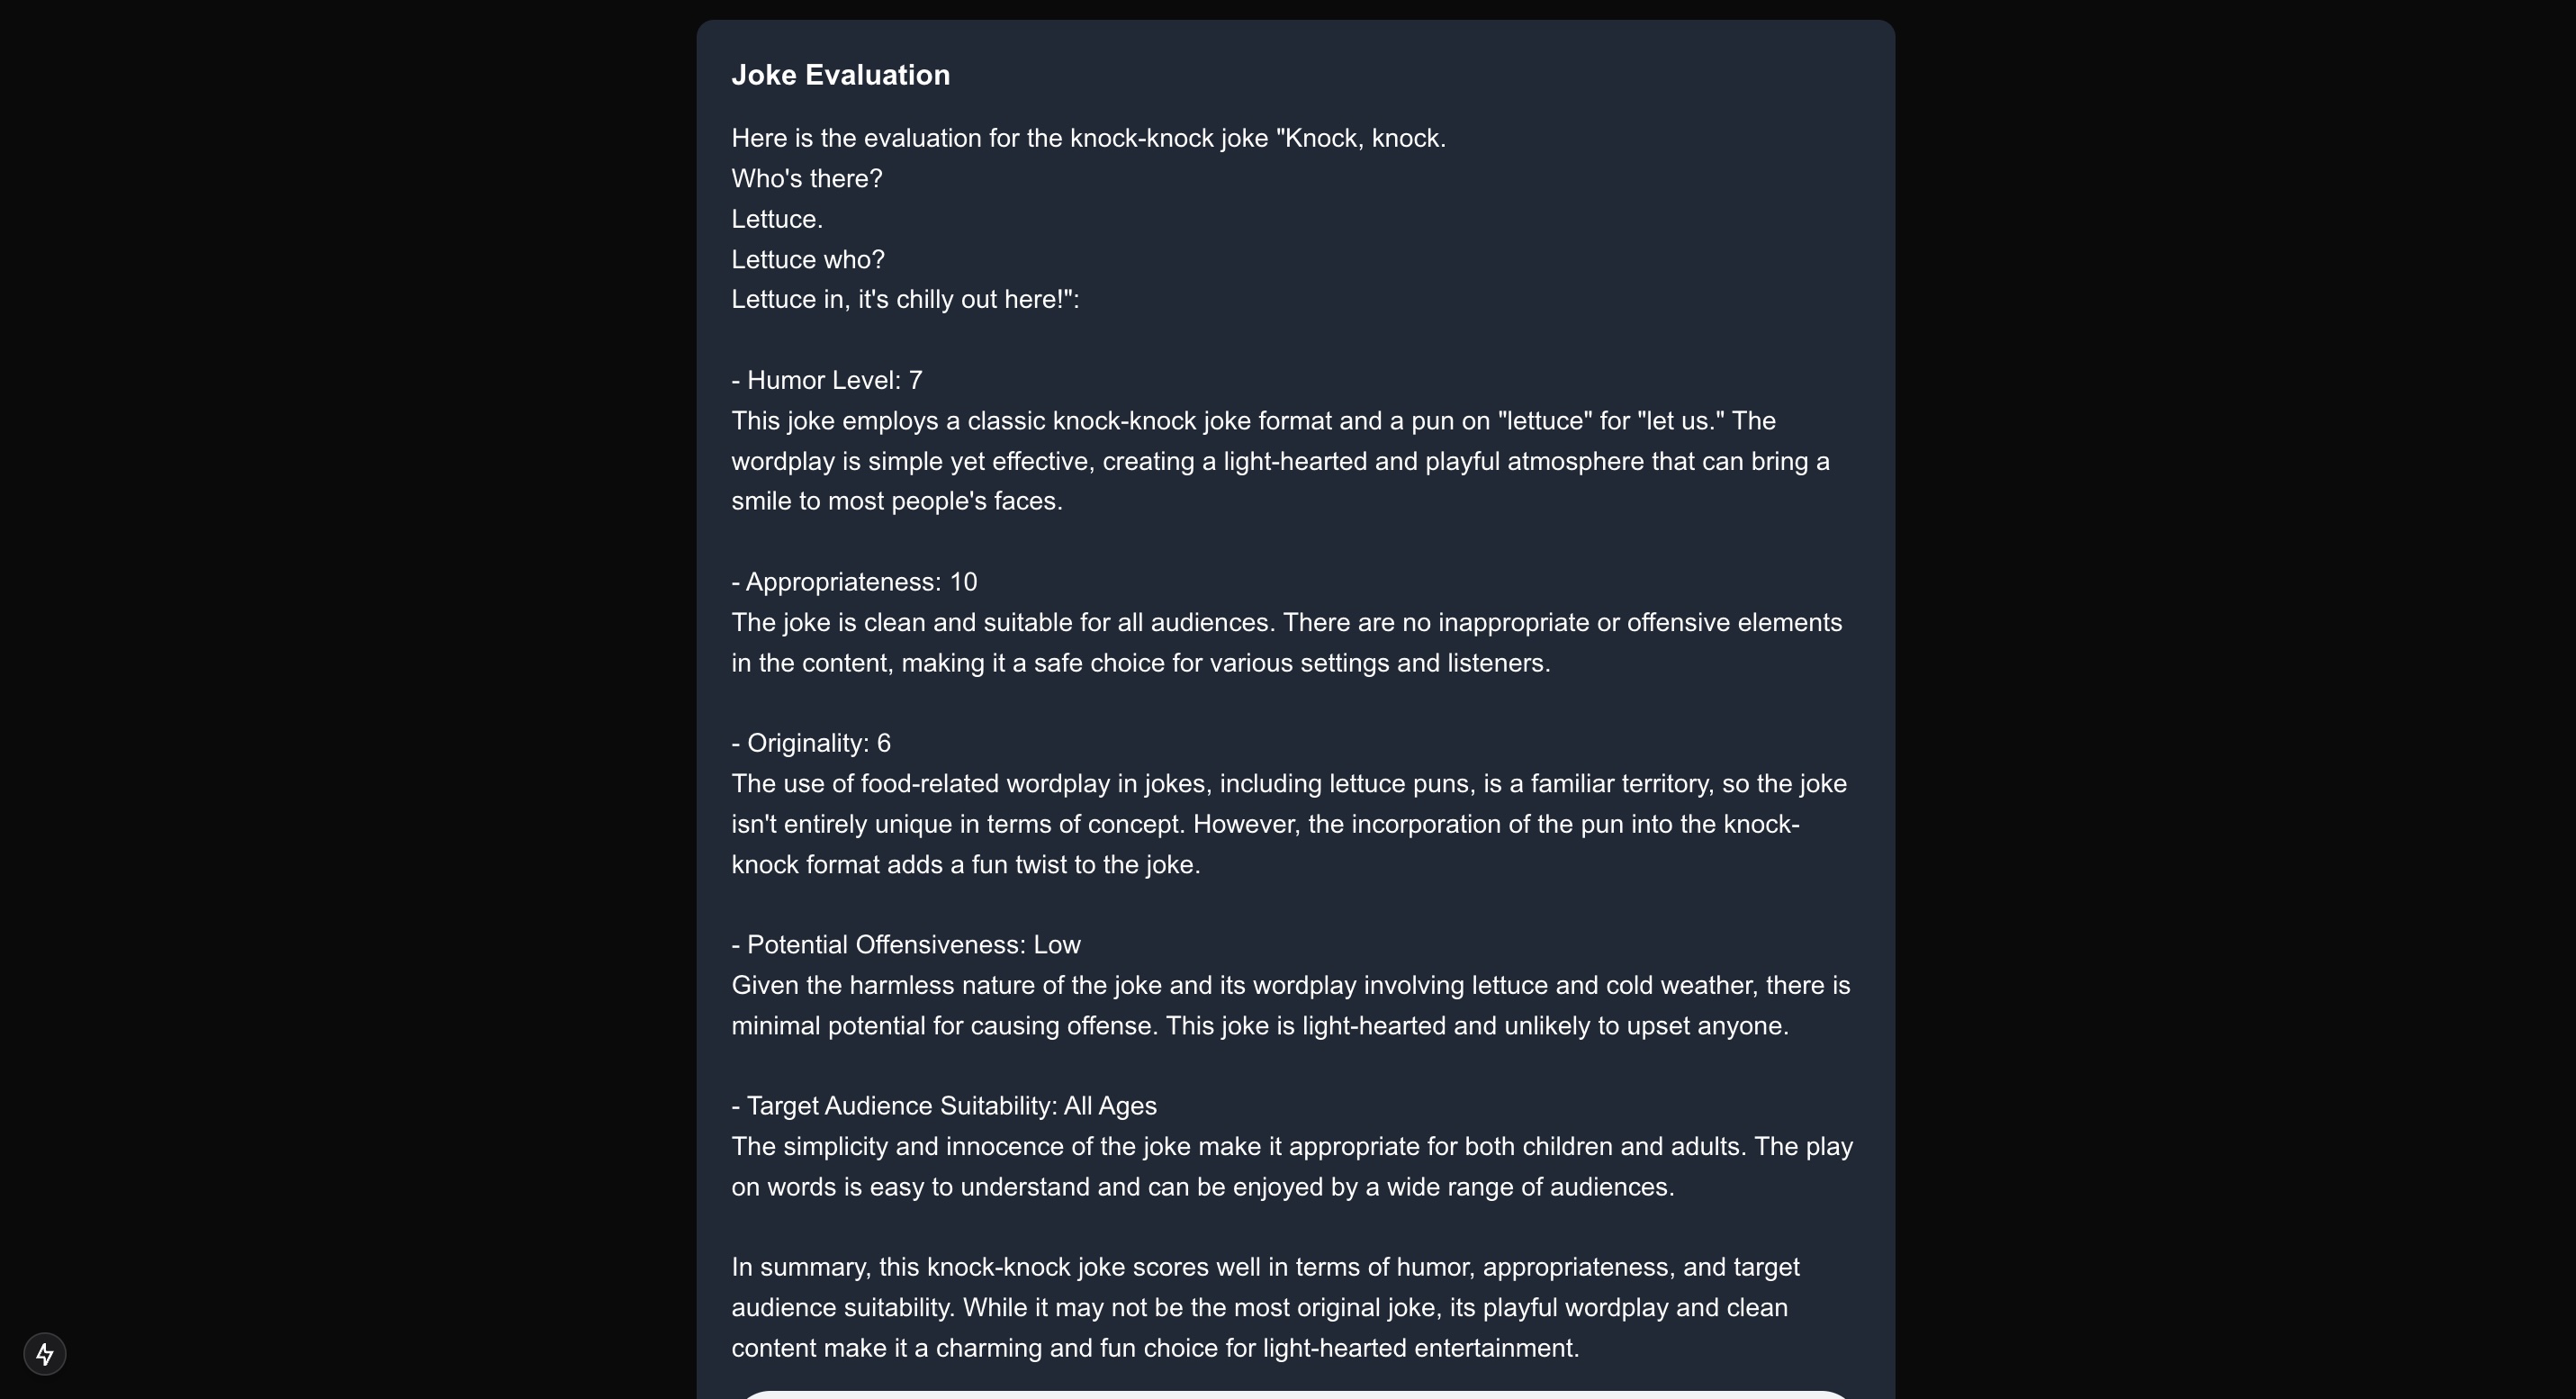 Joke Evaluation
Here is the evaluation for the knock-knock joke "Knock, knock.
Who's there?
Lettuce.
Lettuce who?
Lettuce in, it's chilly out here!":
- Humor Level: 7
This joke employs a classic knock-knock joke format and a pun on "lettuce" for "let us." The
wordplay is simple yet effective, creating a light-hearted and playful atmosphere that can bring a
smile to most people's faces.
- Appropriateness: 10
The joke is clean and suitable for all audiences. There are no inappropriate or offensive elements
in the content, making it a safe choice for various settings and listeners.
- Originality: 6
The use of food-related wordplay in jokes, including lettuce puns, is a familiar territory, so the joke
isn't entirely unique in terms of concept. However, the incorporation of the pun into the knock-
knock format adds a fun twist to the joke.
- Potential Offensiveness: Low
Given the harmless nature of the joke and its wordplay involving lettuce and cold weather, there is
minimal potential for causing offense. This joke is light-hearted and unlikely to upset anyone.
- Target Audience Suitability: All Ages
The simplicity and innocence of the joke make it appropriate for both children and adults. The play
on words is easy to understand and can be enjoyed by a wide range of audiences.
In summary, this knock-knock joke scores well in terms of humor, appropriateness, and target
audience suitability. While it may not be the most original joke, its playful wordplay and clean
content make it a charming and fun choice for light-hearted entertainment.